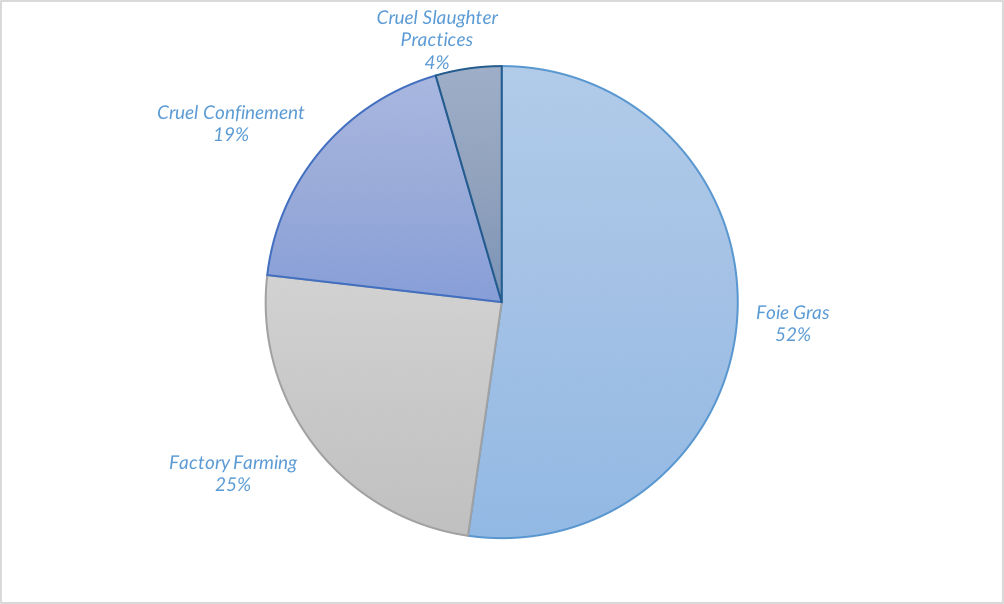 Cruel Slaughter
Practices
4%
Cruel Confinement
19%
Foie Gras
52%
Factory Farming
25%